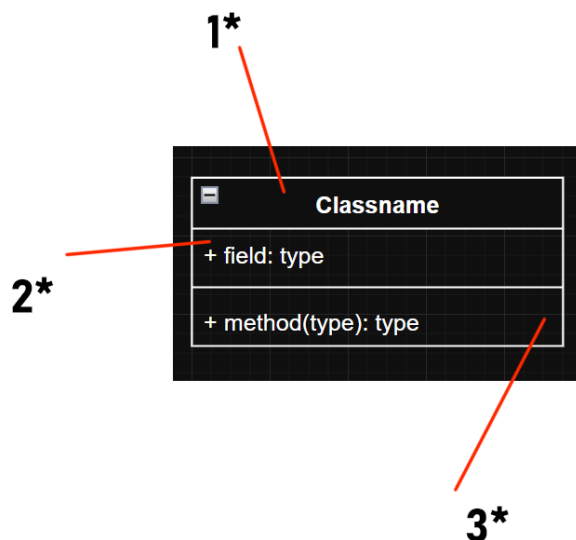 1*
Classname
+ field: type
2*
+ method(type): type
3*